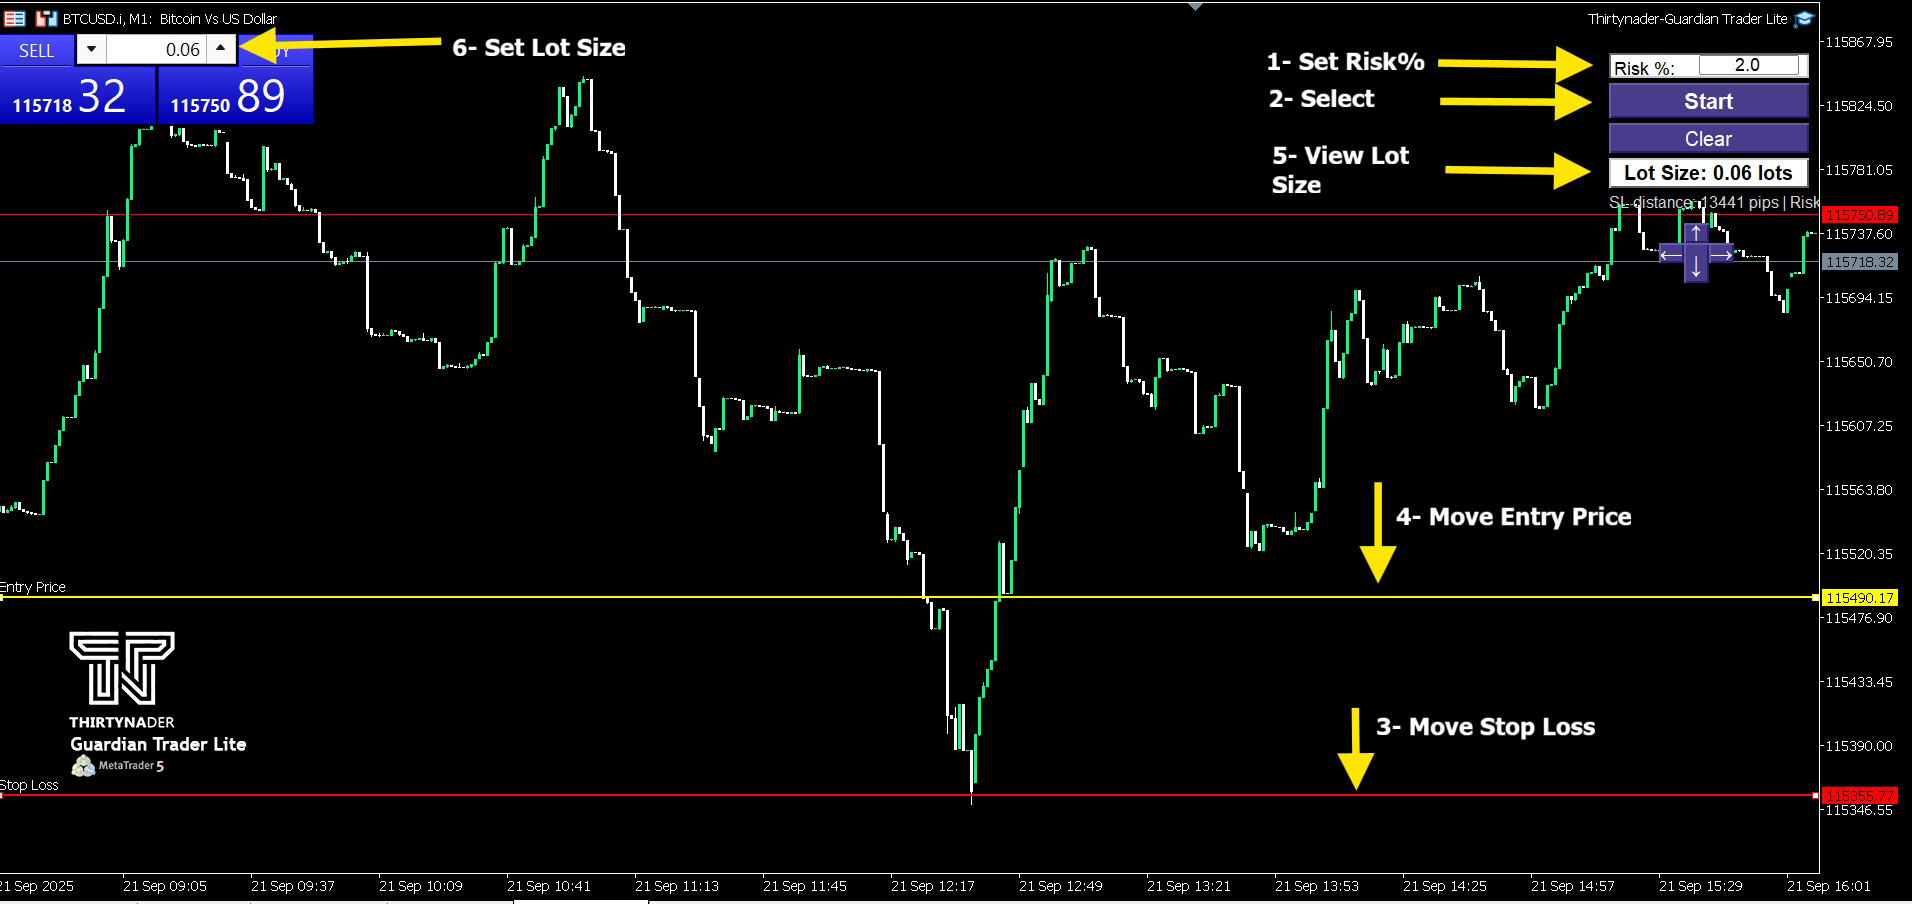 BTCUSD.i, M1: Bitcoin Vs US Dollar
Thirtynader-Guardian Trader Lite
SELL
0.06
6- Set Lot Size
115718 32
115750 89
1- Set Risk%
Risk %: 2.0
2- Select
Start
Clear
5- View Lot
Size
Lot Size: 0.06 lots
SL distance: 13441 pips | Risk
4- Move Entry Price
Entry Price
3- Move Stop Loss
THIRTYNADER
Guardian Trader Lite
MetaTrader 5
Stop Loss
115867.95
115824.50
115781.05
115750.89
115737.60
115718.32
115694.15
115650.70
115607.25
115563.80
115520.35
115490.17
115476.90
115433.45
115390.00
115355.77
115346.55
21 Sep 2025
21 Sep 09:05
21 Sep 09:37
21 Sep 10:09
21 Sep 10:41
21 Sep 11:13
21 Sep 11:45
21 Sep 12:17
21 Sep 12:49
21 Sep 13:21
21 Sep 13:53
21 Sep 14:25
21 Sep 14:57
21 Sep 15:29
21 Sep 16:01